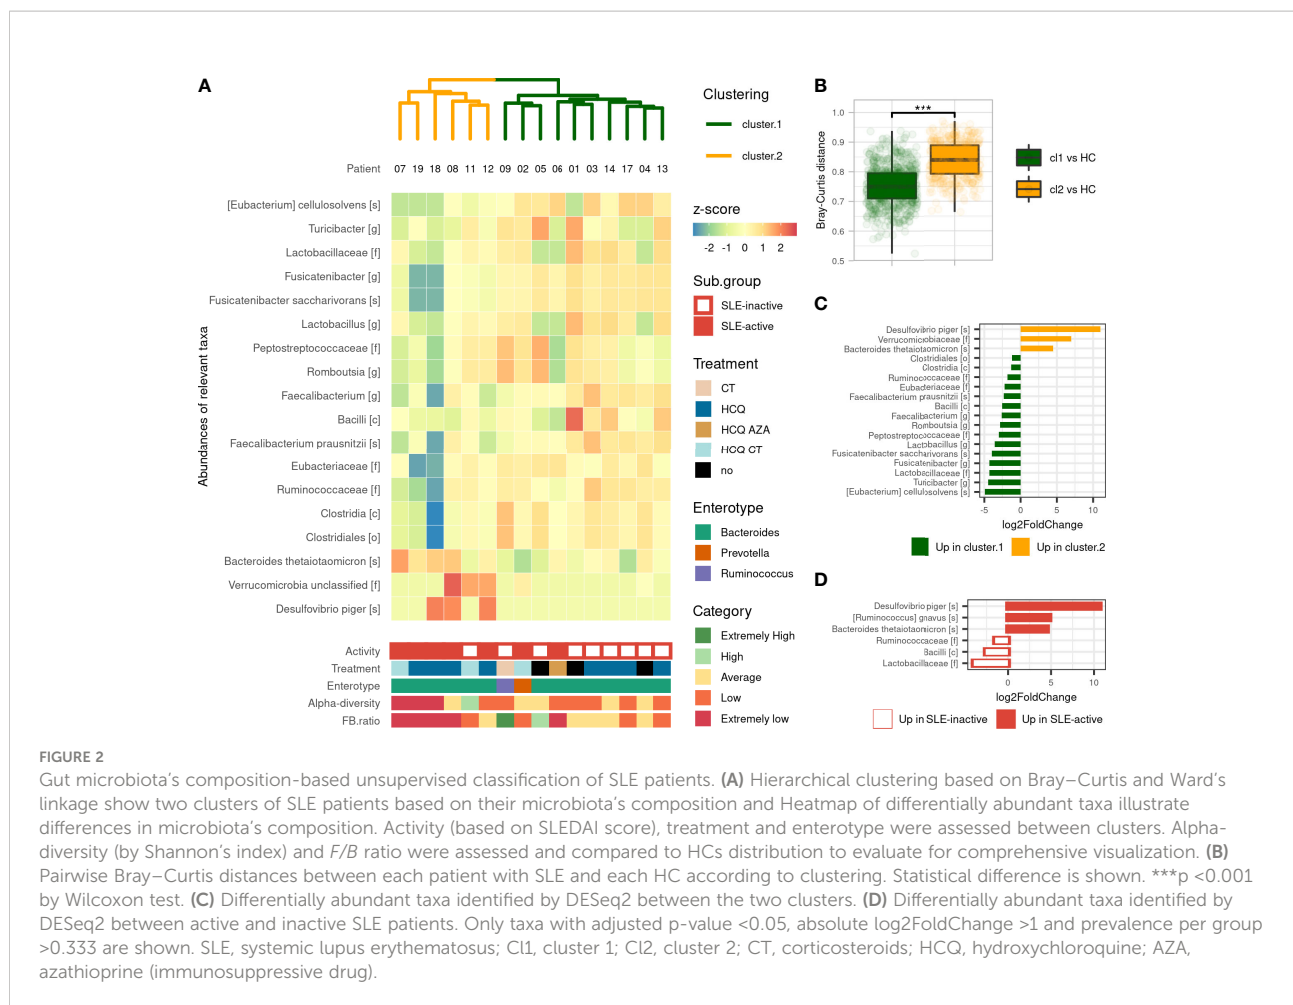 A
Clustering
cluster.1
cluster.2
Patient 07 19 18 08 11 12 09 02 05 06 01 03 14 17 04 13
Abundances of relevant taxa
[Eubacterium] cellulosolvens [s]
Turicibacter [g]
Lactobacillaceae [f]
Fusicatenibacter [g]
Fusicatenibacter saccharivorans [s]
Lactobacillus [g]
Peptostreptococcaceae [f]
Romboutsia [g]
Faecalibacterium [g]
Bacilli [c]
Faecalibacterium prausnitzii [s]
Eubacteriaceae [f]
Ruminococcaceae [f]
Clostridia [c]
Clostridiales [o]
Bacteroides thetaiotaomicron [s]
Verrucomicrobia unclassified [f]
Desulfovibrio piger [s]
Activity
Treatment
Enterotype
Alpha-diversity
FB.ratio
z-score
-2 -1 0 1 2
Sub.group
SLE-inactive
SLE-active
Treatment
CT
HCQ
HCQ AZA
HCQ CT
no
Enterotype
Bacteroides
Prevotella
Ruminococcus
Category
Extremely High
High
Average
Low
Extremely low
B
Bray-Curtis distance
1.0
0.9
0.8
0.7
0.6
0.5
***
cl1 vs HC
cl2 vs HC
C
Desulfovibrio piger [s]
Verrucomicobiaceae [f]
Bacteroides thetaiotaomicron [s]
Clostridiales [o]
Clostridia [c]
Ruminococcaceae [f]
Eubacteriaceae [f]
Faecalibacterium prausnitzii [s]
Bacilli [c]
Faecalibacterium [g]
Romboutsia [g]
Peptostreptococcaceae [f]
Lactobacillus [g]
Fusicatenibacter saccharivorans [s]
Fusicatenibacter [g]
Lactobacillaceae [f]
Turicibacter [g]
[Eubacterium] cellulosolvens [s]
-5 0 5 10
log2FoldChange
Up in cluster.1 Up in cluster.2
D
Desulfovibrio piger [s]
[Ruminococcus] gnavus [s]
Bacteroides thetaiotaomicron [s]
Ruminococcaceae [f]
Bacilli [c]
Lactobacillaceae [f]
0 5 10
log2FoldChange
Up in SLE-inactive Up in SLE-active
FIGURE 2
Gut microbiota's composition-based unsupervised classification of SLE patients. (A) Hierarchical clustering based on Bray–Curtis and Ward's
linkage show two clusters of SLE patients based on their microbiota's composition and Heatmap of differentially abundant taxa illustrate
differences in microbiota's composition. Activity (based on SLEDAI score), treatment and enterotype were assessed between clusters. Alpha-
diversity (by Shannon's index) and F/B ratio were assessed and compared to HCs distribution to evaluate for comprehensive visualization. (B)
Pairwise Bray–Curtis distances between each patient with SLE and each HC according to clustering. Statistical difference is shown. ***p <0.001
by Wilcoxon test. (C) Differentially abundant taxa identified by DESeq2 between the two clusters. (D) Differentially abundant taxa identified by
DESeq2 between active and inactive SLE patients. Only taxa with adjusted p-value <0.05, absolute log2FoldChange >1 and prevalence per group
>0.333 are shown. SLE, systemic lupus erythematosus; Cl1, cluster 1; Cl2, cluster 2; CT, corticosteroids; HCQ, hydroxychloroquine; AZA,
azathioprine (immunosuppressive drug).